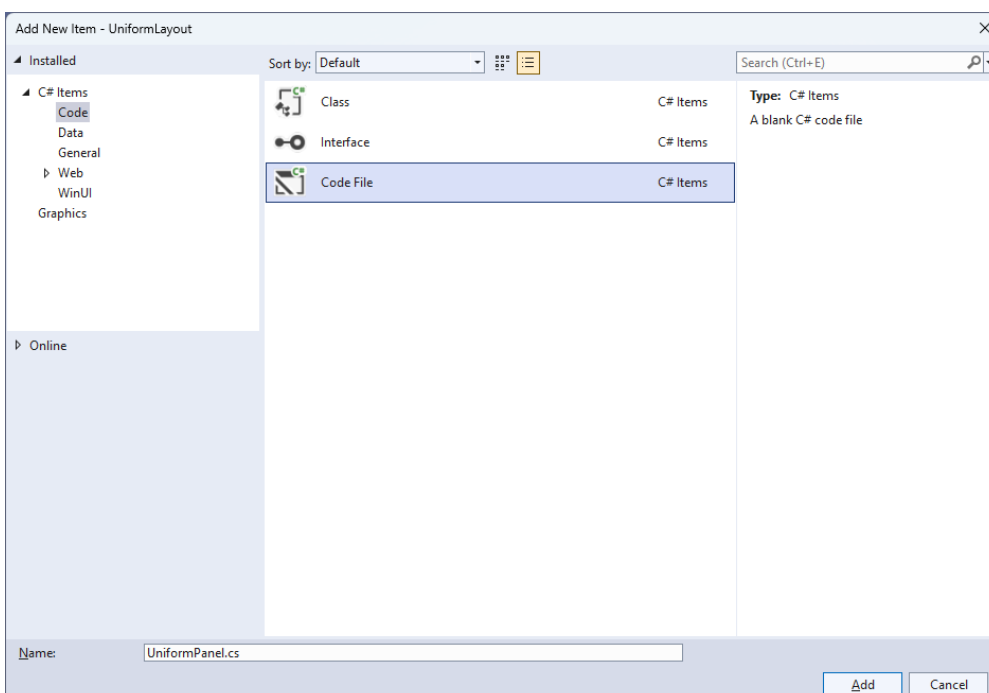 Add New Item - UniformLayout
Installed
Sort by: Default
Search (Ctrl+E)
C# Items
Code
Data
General
Web
WinUI
Graphics
Online
Class C# Items
Interface C# Items
Code File C# Items
Type: C# Items
A blank C# code file
Name: UniformPanel.cs
Add Cancel